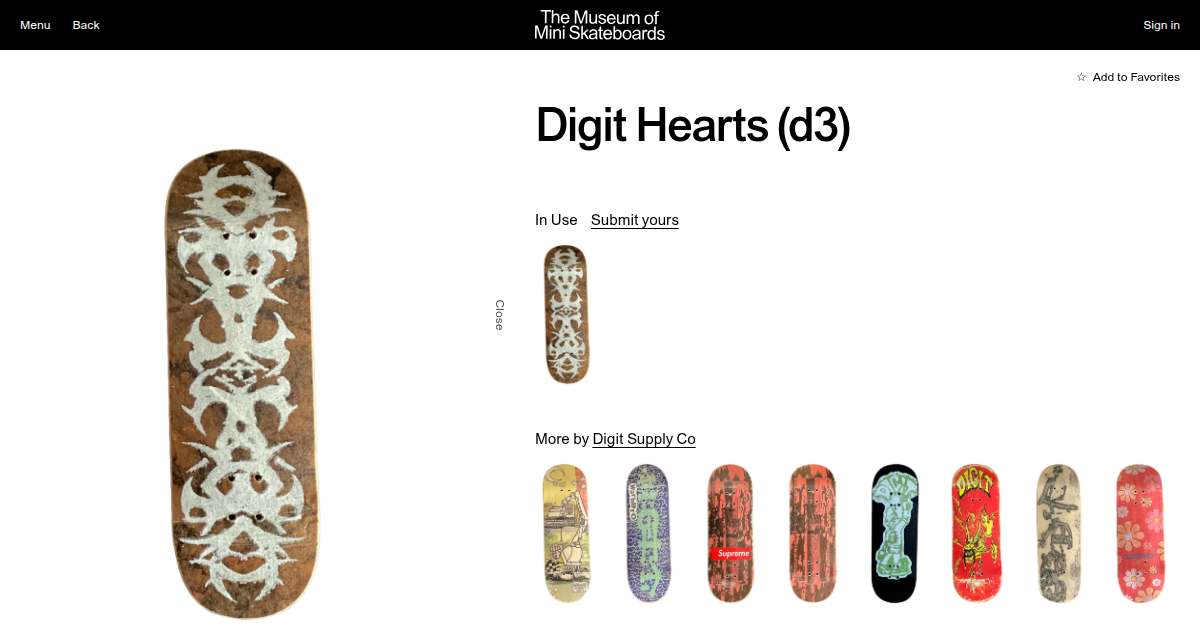 Menu
Back
The Museum of
Mini Skateboards
Sign in
☆ Add to Favorites
Digit Hearts (d3)
In Use
Submit yours
Close
More by Digit Supply Co
Supreme
DIGIT